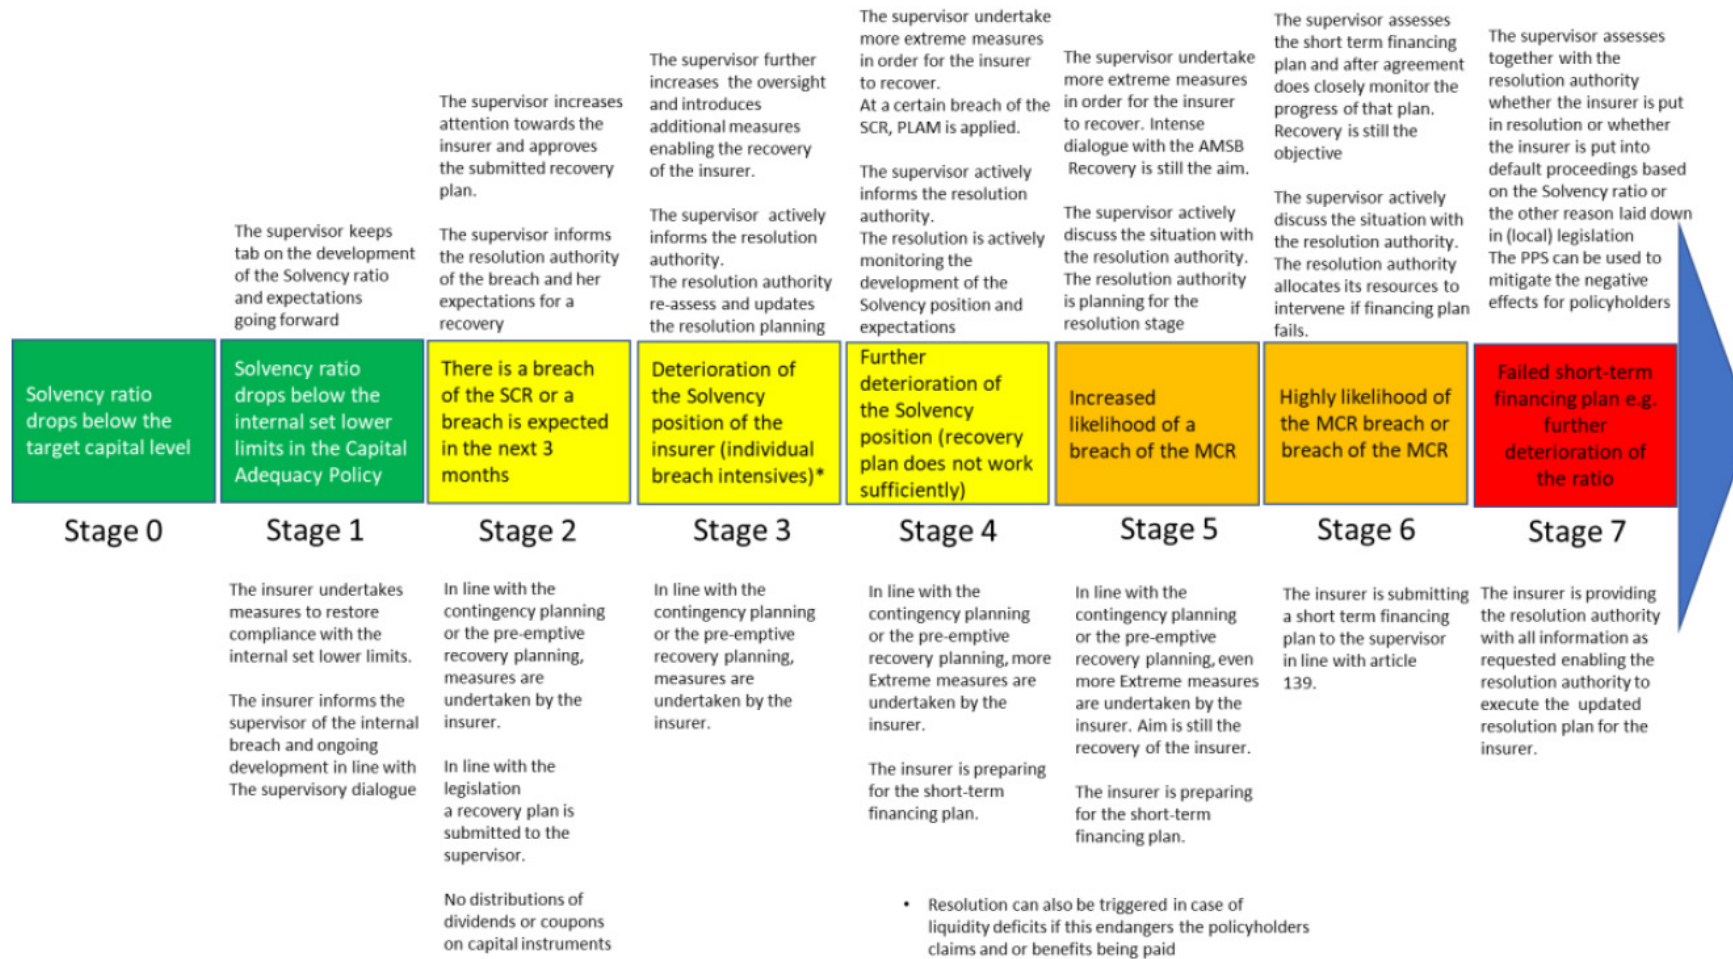 The supervisor keeps
tab on the development
of the Solvency ratio
and expectations
going forward
The supervisor increases
attention towards the
insurer and approves
the submitted recovery
plan.
The supervisor informs
the resolution authority
of the breach and her
expectations for a
recovery
The supervisor further
increases the oversight
and introduces
additional measures
enabling the recovery
of the insurer.
The supervisor actively
informs the resolution
authority.
The resolution authority
re-assess and updates
the resolution planning
The supervisor undertake
more extreme measures
in order for the insurer
to recover.
At a certain breach of the
SCR, PLAM is applied.
The supervisor actively
informs the resolution
authority.
The resolution is actively
monitoring the
development of the
Solvency position and
expectations
The supervisor undertake
more extreme measures
in order for the insurer
to recover. Intense
dialogue with the AMSB
Recovery is still the aim.
The supervisor actively
discuss the situation with
the resolution authority.
The resolution authority
is planning for the
resolution stage
The supervisor assesses
the short term financing
plan and after agreement
does closely monitor the
progress of that plan.
Recovery is still the
objective
The supervisor actively
discuss the situation with
the resolution authority.
The resolution authority
allocates its resources to
intervene if financing plan
fails.
The supervisor assesses
together with the
resolution authority
whether the insurer is put
in resolution or whether
the insurer is put into
default proceedings based
on the Solvency ratio or
the other reason laid down
in (local) legislation
The PPS can be used to
mitigate the negative
effects for policyholders
Solvency ratio
drops below the
target capital level
Solvency ratio
drops below the
internal set lower
limits in the Capital
Adequacy Policy
There is a breach
of the SCR or a
breach is expected
in the next 3
months
Deterioration of
the Solvency
position of the
insurer (individual
breach intensives)*
Further
deterioration of
the Solvency
position (recovery
plan does not work
sufficiently)
Increased
likelihood of a
breach of the MCR
Highly likelihood of
the MCR breach or
breach of the MCR
Failed short-term
financing plan e.g.
further
deterioration of
the ratio
Stage 0
Stage 1
Stage 2
Stage 3
Stage 4
Stage 5
Stage 6
Stage 7
The insurer undertakes
measures to restore
compliance with the
internal set lower limits.
The insurer informs the
supervisor of the internal
breach and ongoing
development in line with
The supervisory dialogue
In line with the
contingency planning
or the pre-emptive
recovery planning,
measures are
undertaken by the
insurer.
In line with the
legislation
a recovery plan is
submitted to the
supervisor.
No distributions of
dividends or coupons
on capital instruments
In line with the
contingency planning
or the pre-emptive
recovery planning,
measures are
undertaken by the
insurer.
In line with the
contingency planning
or the pre-emptive
recovery planning, more
Extreme measures are
undertaken by the
insurer.
The insurer is preparing
for the short-term
financing plan.
In line with the
contingency planning
or the pre-emptive
recovery planning, even
more Extreme measures
are undertaken by the
insurer. Aim is still the
recovery of the insurer.
The insurer is preparing
for the short-term
financing plan.
The insurer is submitting
a short term financing
plan to the supervisor
in line with article
139.
The insurer is providing
the resolution authority
with all information as
requested enabling the
resolution authority to
execute the updated
resolution plan for the
insurer.
• Resolution can also be triggered in case of
liquidity deficits if this endangers the policyholders
claims and or benefits being paid